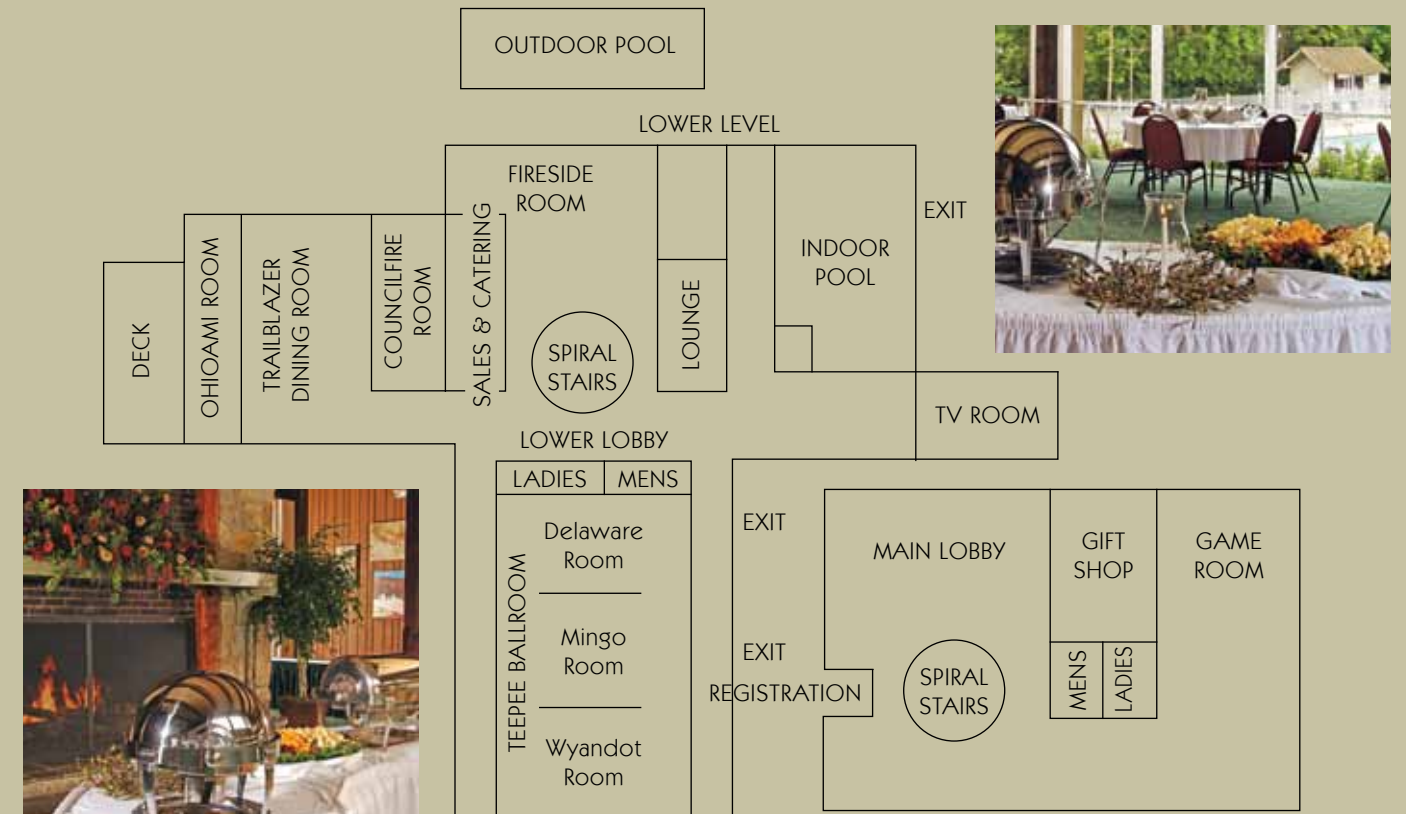 OUTDOOR POOL
LOWER LEVEL
FIRESIDE
ROOM
EXIT
INDOOR
POOL
DECK
OHIOAMI ROOM
TRAILBLAZER
DINING ROOM
COUNCILFIRE
ROOM
SALES & CATERING
SPIRAL
STAIRS
LOUNGE
TV ROOM
LOWER LOBBY
LADIES
MENS
TEEPEE BALLROOM
Delaware
Room
Mingo
Room
Wyandot
Room
EXIT
EXIT
REGISTRATION
MAIN LOBBY
SPIRAL
STAIRS
GIFT
SHOP
MENS
LADIES
GAME
ROOM